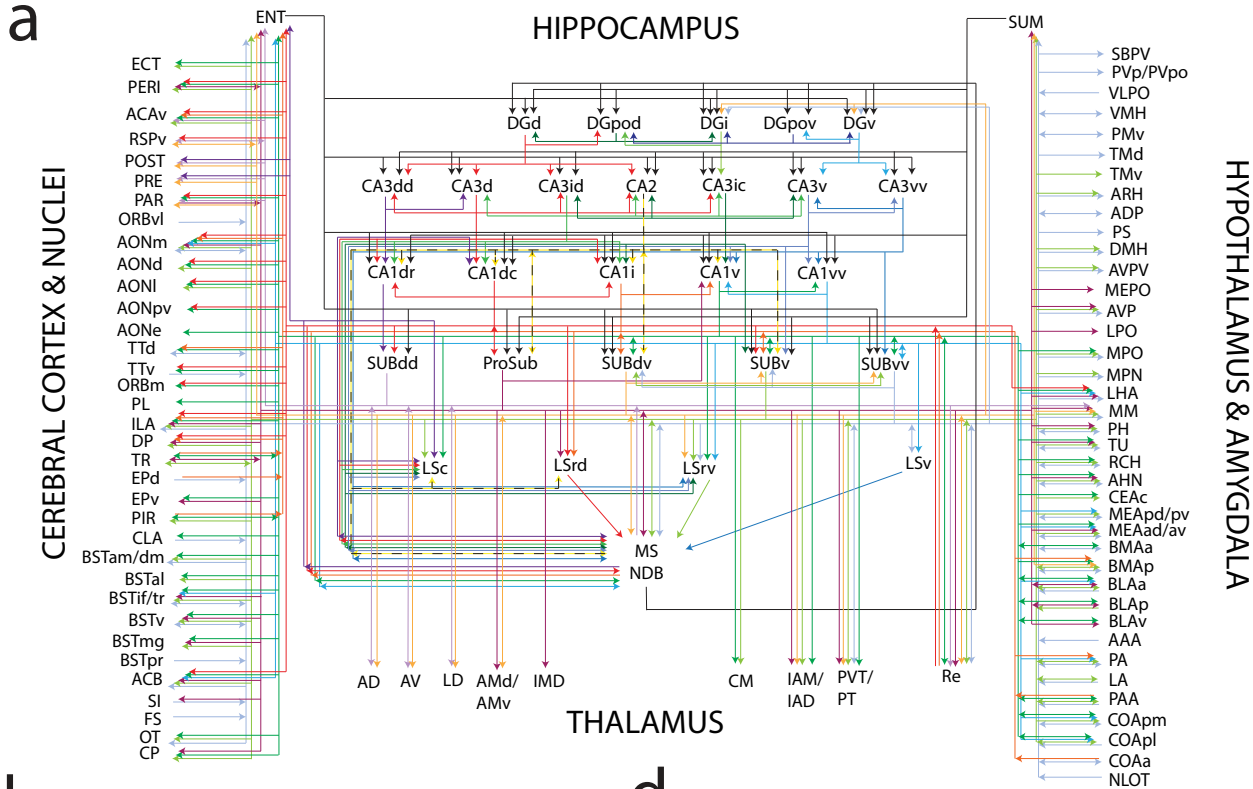 a
HIPPOCAMPUS
ENT
SUM
CEREBRAL CORTEX & NUCLEI
HYPOTHALAMUS & AMYGDALA
ECT
PERI
ACAv
RSPv
POST
PRE
PAR
ORBvl
AONm
AONd
AONl
AONpv
AONe
TTd
TTv
ORBm
PL
ILA
DP
TR
EPd
EPv
PIR
CLA
BSTam/dm
BSTal
BSTif/tr
BSTv
BSTmg
BSTpr
ACB
SI
FS
OT
CP
DGd DGpod DGi DGpov DGv
CA3dd CA3d CA3id CA2 CA3ic CA3v CA3vv
CA1dr CA1dc CA1i CA1v CA1vv
SUBdd ProSub SUBdv SUBv SUBvv
LSc LSrd LSrv LSv
MS
NDB
AD AV LD AMd/ IMD CM IAM/ PVT/ Re
AMv IAD PT
THALAMUS
SBPV
PVp/PVpo
VLPO
VMH
PMv
TMd
TMv
ARH
ADP
PS
DMH
AVPV
MEPO
AVP
LPO
MPO
MPN
LHA
MM
PH
TU
RCH
AHN
CEAc
MEApd/pv
MEAad/av
BMAa
BMAp
BLAa
BLAp
BLAv
AAA
PA
LA
PAA
COApm
COApl
COAa
NLOT
d